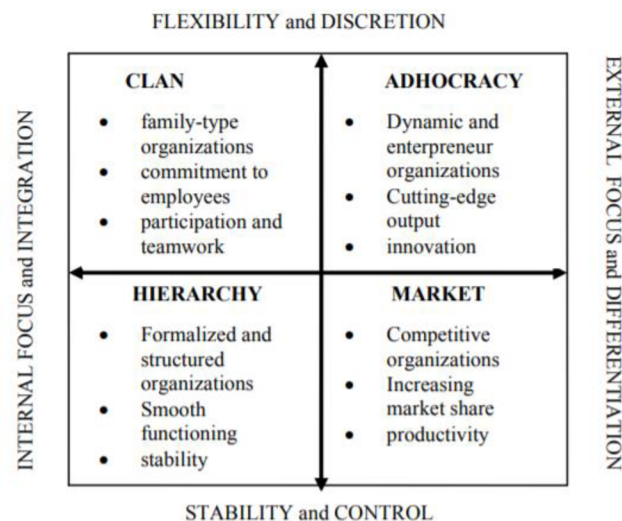 FLEXIBILITY and DISCRETION
INTERNAL FOCUS and INTEGRATION
CLAN
• family-type
organizations
• commitment to
employees
• participation and
teamwork
ADHOCRACY
• Dynamic and
enterpreneur
organizations
• Cutting-edge
output
• innovation
HIERARCHY
• Formalized and
structured
organizations
• Smooth
functioning
• stability
MARKET
• Competitive
organizations
• Increasing
market share
• productivity
EXTERNAL FOCUS and DIFFERENTIATION
STABILITY and CONTROL